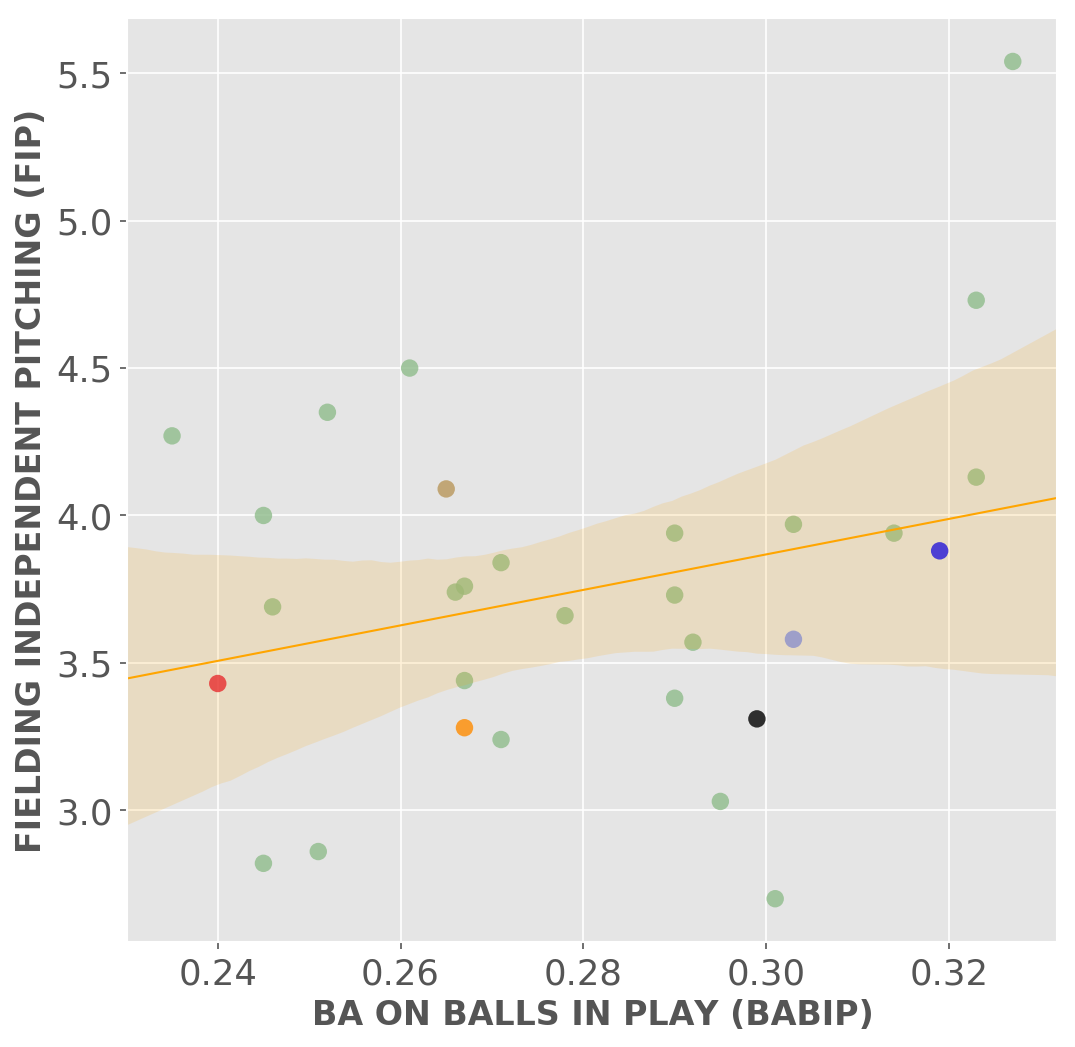 FIELDING INDEPENDENT PITCHING (FIP)
5.5
5.0
4.5
4.0
3.5
3.0
0.24 0.26 0.28 0.30 0.32
BA ON BALLS IN PLAY (BABIP)